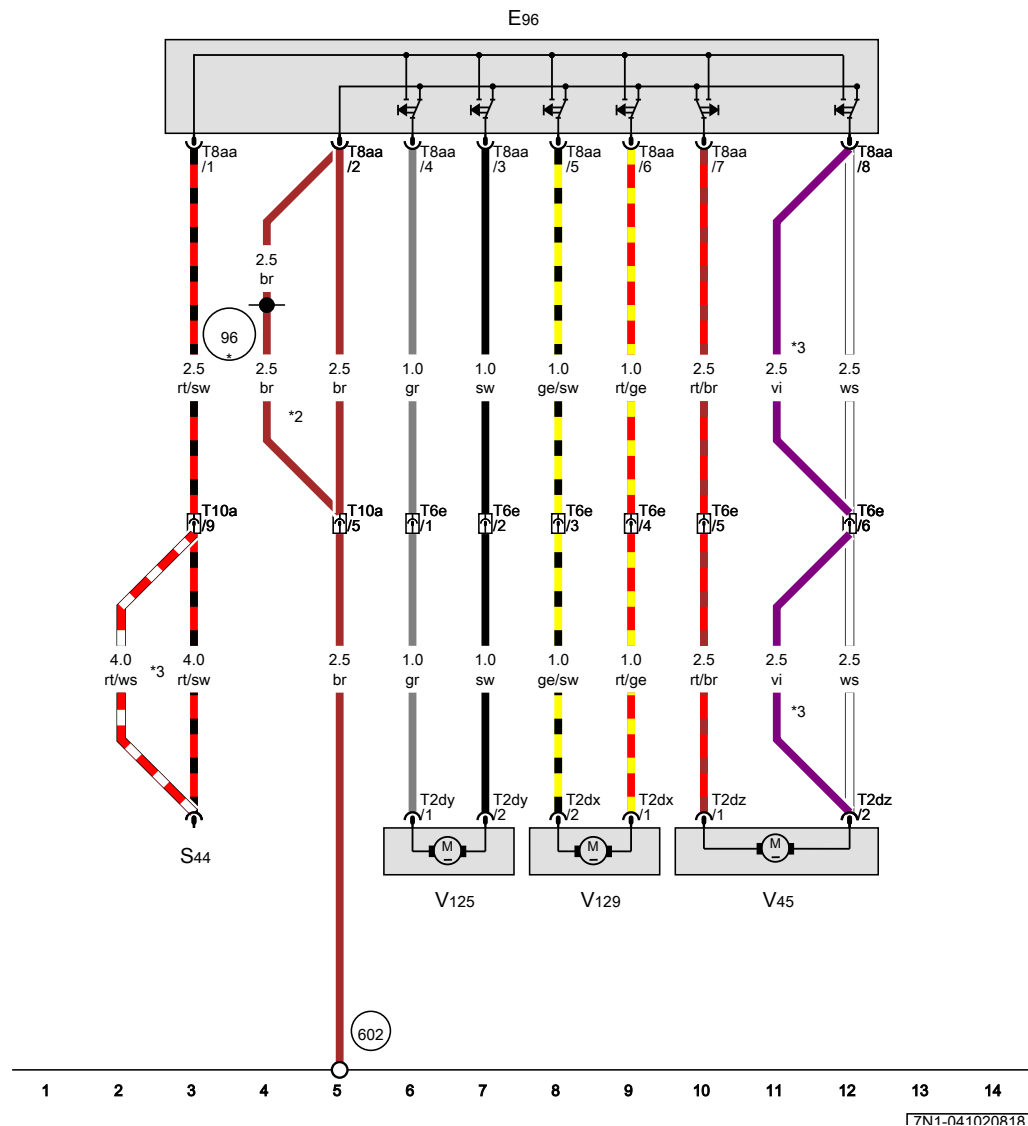 E96
T8aa
/1
T8aa
/2
T8aa
/4
T8aa
/3
T8aa
/5
T8aa
/6
T8aa
/7
T8aa
/8
2.5
br
96
*
*3
2.5
rt/sw
2.5
br
2.5
br
1.0
gr
1.0
sw
1.0
ge/sw
1.0
rt/ge
2.5
rt/br
2.5
vi
2.5
ws
*2
T10a
/9
T10a
/5
T6e
/1
T6e
/2
T6e
/3
T6e
/4
T6e
/5
T6e
/6
4.0
rt/ws
*3
4.0
rt/sw
2.5
br
1.0
gr
1.0
sw
1.0
ge/sw
1.0
rt/ge
2.5
rt/br
2.5
vi
2.5
ws
*3
T2dy
/1
T2dy
/2
T2dx
/2
T2dx
/1
T2dz
/1
T2dz
/2
M
M
M
S44
V125
V129
V45
602
1 2 3 4 5 6 7 8 9 10 11 12 13 14
7N1-041020818